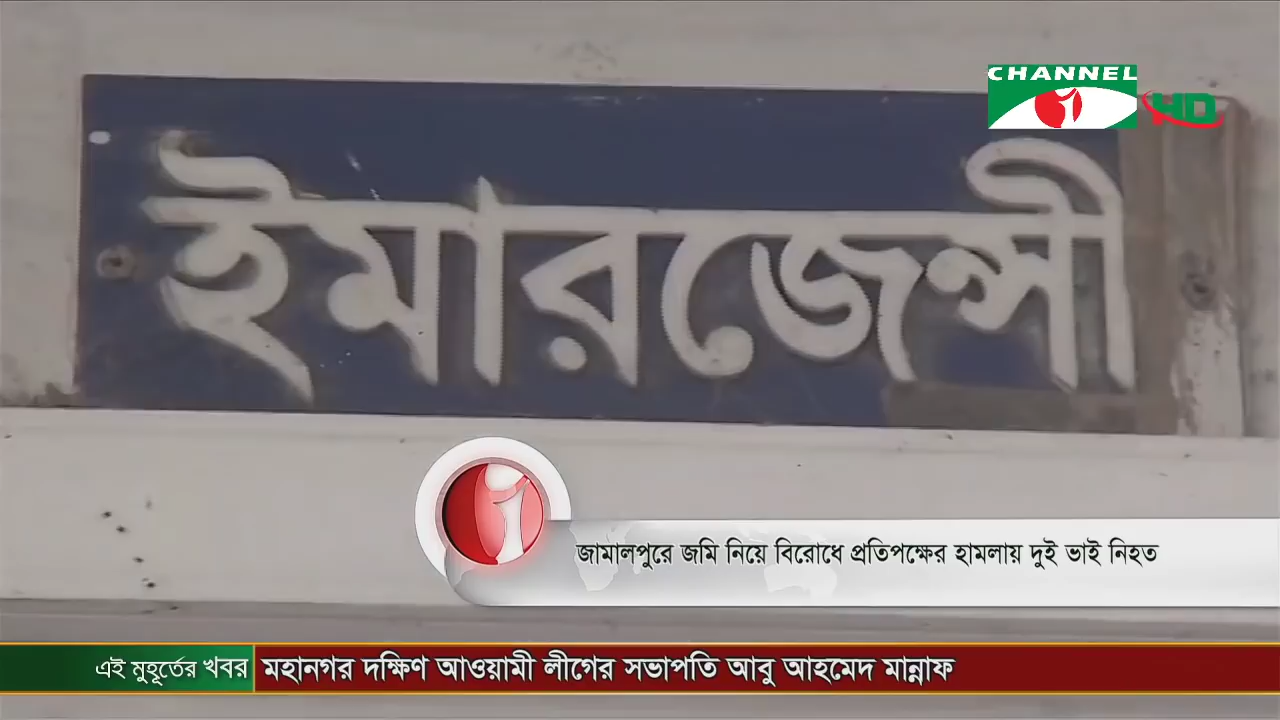 CHANNEL
i HD
ইমারজেন্সী
জামালপুরে জমি নিয়ে বিরোধে প্রতিপক্ষের হামলায় দুই ভাই নিহত
এই মুহূর্তের খবর মহানগর দক্ষিণ আওয়ামী লীগের সভাপতি আবু আহমেদ মান্নাফ